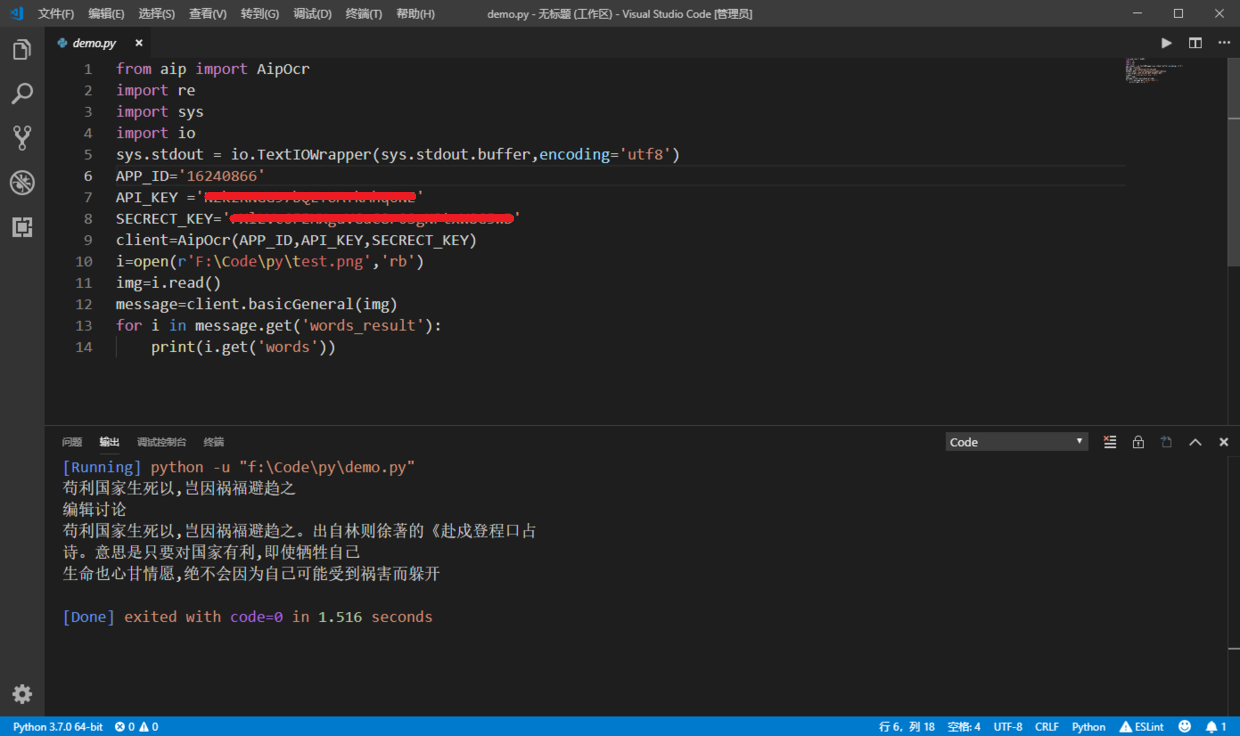 文件(F) 编辑(E) 选择(S) 查看(V) 转到(G) 调试(D) 终端(T) 帮助(H) demo.py - 无标题 (工作区) - Visual Studio Code [管理员]
demo.py ×
1 from aip import AipOcr
2 import re
3 import sys
4 import io
5 sys.stdout = io.TextIOWrapper(sys.stdout.buffer,encoding='utf8')
6 APP_ID='16240866'
7 API_KEY ='
8 SECRECT_KEY='
9 client=AipOcr(APP_ID,API_KEY,SECRECT_KEY)
10 i=open(r'F:\Code\py\test.png','rb')
11 img=i.read()
12 message=client.basicGeneral(img)
13 for i in message.get('words_result'):
14 print(i.get('words'))
问题 输出 调试控制台 终端 Code
[Running] python -u "f:\Code\py\demo.py"
苟利国家生死以,岂因祸福避趋之
编辑讨论
苟利国家生死以,岂因祸福避趋之。出自林则徐著的《赴戍登程口占
诗。意思是只要对国家有利,即使牺牲自己
生命也心甘情愿,绝不会因为自己可能受到祸害而躲开
[Done] exited with code=0 in 1.516 seconds
Python 3.7.0 64-bit 0 0 行 6，列 18 空格: 4 UTF-8 CRLF Python ESLint 1